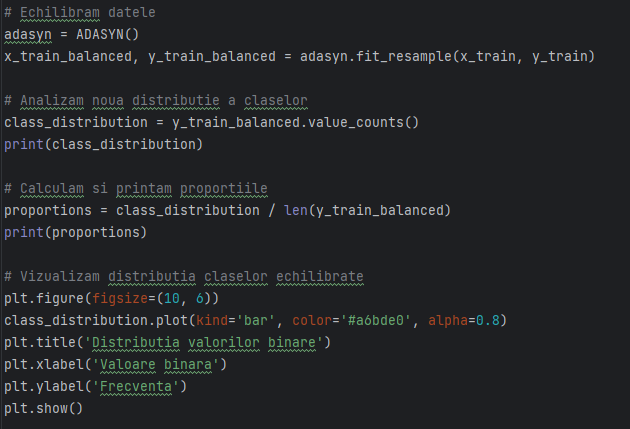 # Echilibram datele
adasyn = ADASYN()
x_train_balanced, y_train_balanced = adasyn.fit_resample(x_train, y_train)
# Analizam noua distributie a claselor
class_distribution = y_train_balanced.value_counts()
print(class_distribution)
# Calculam si printam proportiile
proportions = class_distribution / len(y_train_balanced)
print(proportions)
# Vizualizam distributia claselor echilibrate
plt.figure(figsize=(10, 6))
class_distribution.plot(kind='bar', color='#a6bde0', alpha=0.8)
plt.title('Distributia valorilor binare')
plt.xlabel('Valoare binara')
plt.ylabel('Frecventa')
plt.show()